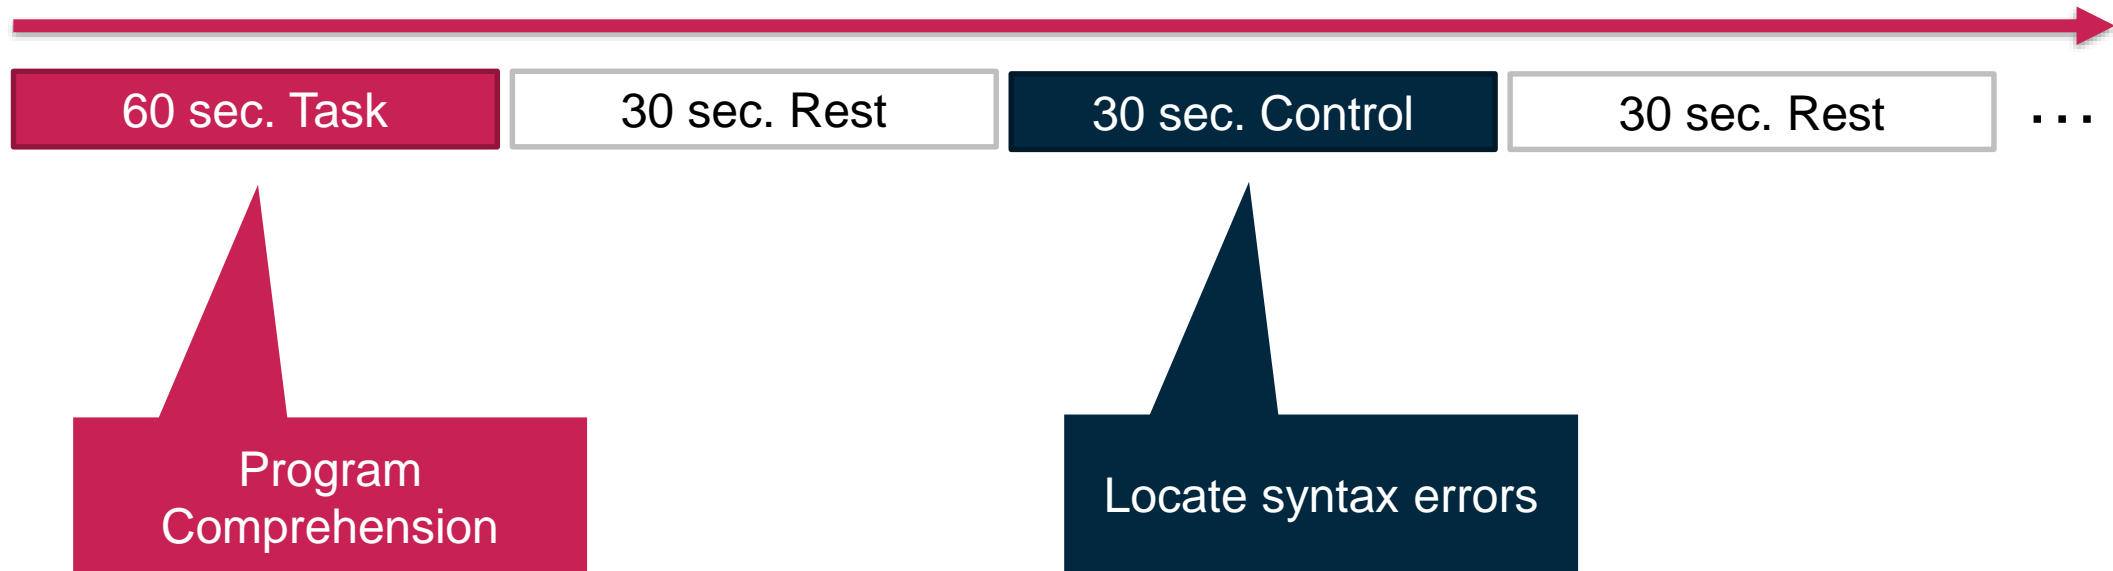 60 sec. Task
30 sec. Rest
30 sec. Control
30 sec. Rest
...
Program
Comprehension
Locate syntax errors